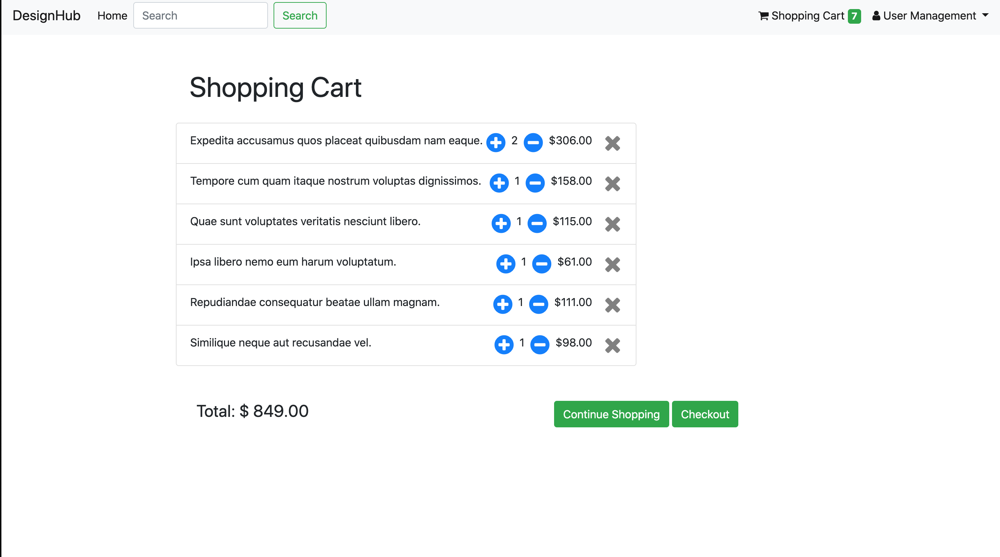 DesignHub Home Search Search Shopping Cart 7 User Management
Shopping Cart
Expedita accusamus quos placeat quibusdam nam eaque. 2 $306.00
Tempore cum quam itaque nostrum voluptas dignissimos. 1 $158.00
Quae sunt voluptates veritatis nesciunt libero. 1 $115.00
Ipsa libero nemo eum harum voluptatum. 1 $61.00
Repudiandae consequatur beatae ullam magnam. 1 $111.00
Similique neque aut recusandae vel. 1 $98.00
Total: $ 849.00 Continue Shopping Checkout